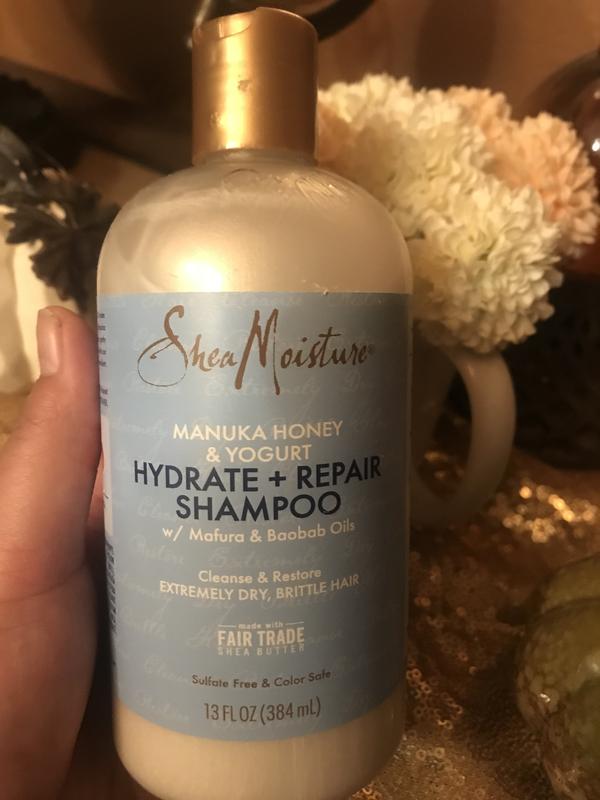 SheaMoisture®
MANUKA HONEY
& YOGURT
HYDRATE + REPAIR
SHAMPOO
w/ Mafura & Baobab Oils
Cleanse & Restore
EXTREMELY DRY, BRITTLE HAIR
made with
FAIR TRADE
SHEA BUTTER
Sulfate Free & Color Safe
13 FL OZ (384 mL)